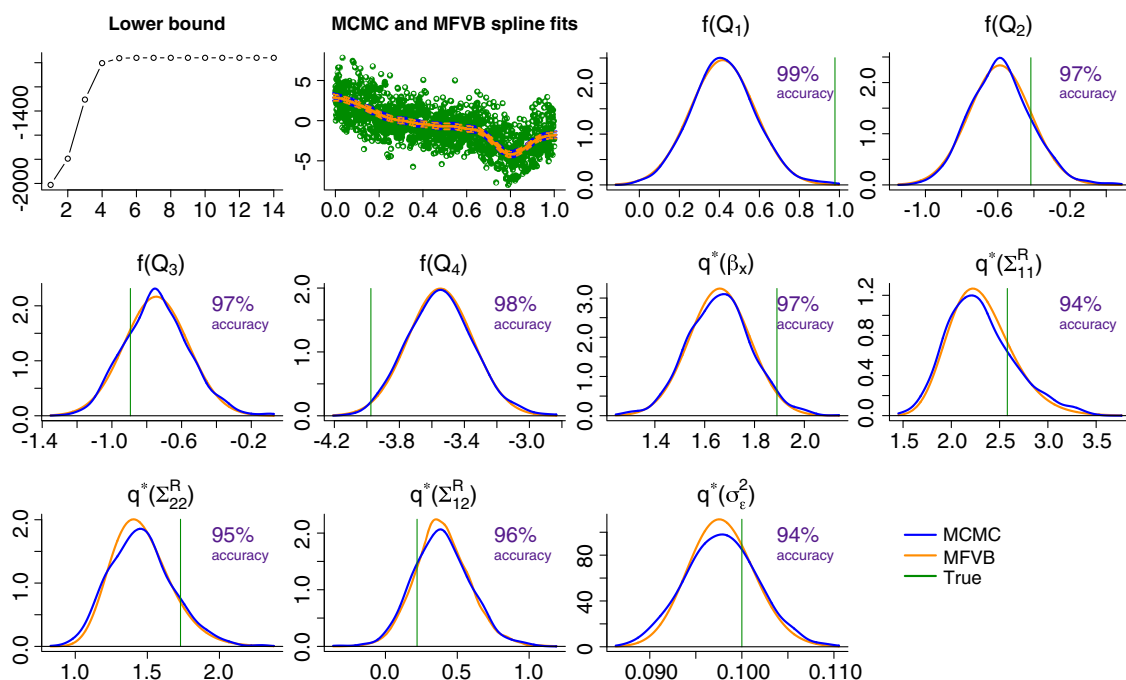 Lower bound
-1400
-2000
2 4 6 8 10 12 14
MCMC and MFVB spline fits
5
0
-5
0.0 0.2 0.4 0.6 0.8 1.0
f(Q1)
99%
accuracy
2.0
1.0
0.0
0.0 0.4 0.8 1.0
f(Q2)
97%
accuracy
2.0
1.0
0.0
-1.0 -0.6 -0.2
f(Q3)
97%
accuracy
2.0
1.0
0.0
-1.4 -1.0 -0.6 -0.2
f(Q4)
98%
accuracy
2.0
1.0
0.0
-4.2 -3.8 -3.4 -3.0
q*(βx)
97%
accuracy
3.0
2.0
1.0
0.0
1.4 1.6 1.8 2.0
q*(Σ^R_11)
94%
accuracy
1.2
0.8
0.4
0.0
1.5 2.0 2.5 3.0 3.5
q*(Σ^R_22)
95%
accuracy
2.0
1.0
0.0
1.0 1.5 2.0
q*(Σ^R_12)
96%
accuracy
2.0
1.0
0.0
0.0 0.5 1.0
q*(σ^2_ε)
94%
accuracy
80
40
0
0.090 0.100 0.110
MCMC
MFVB
True